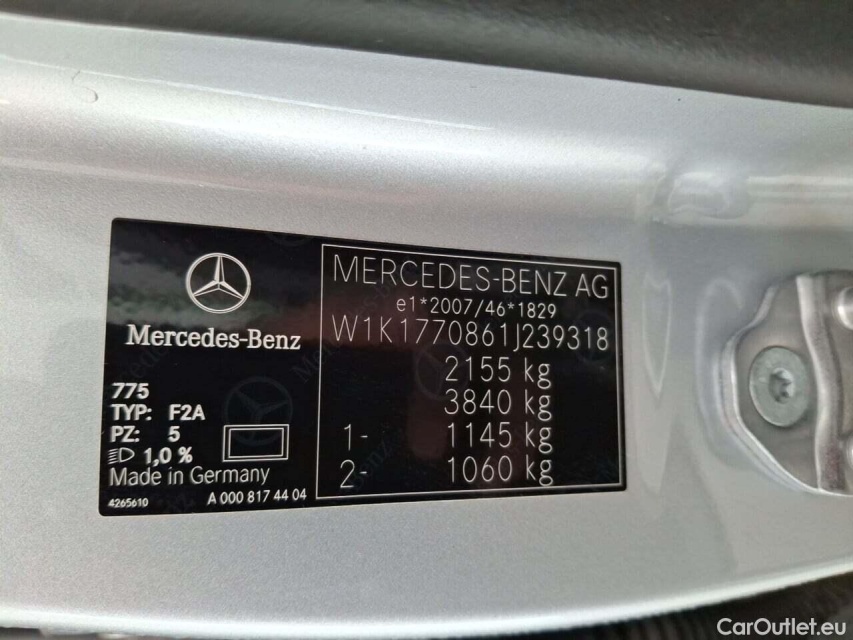 Mercedes-Benz
775
TYP: F2A
PZ: 5
1,0 %
Made in Germany
4265610
A 000 817 44 04
MERCEDES-BENZ AG
e1*2007/46*1829
W1K1770861J239318
2155 kg
3840 kg
1- 1145 kg
2- 1060 kg
CarOutlet.eu